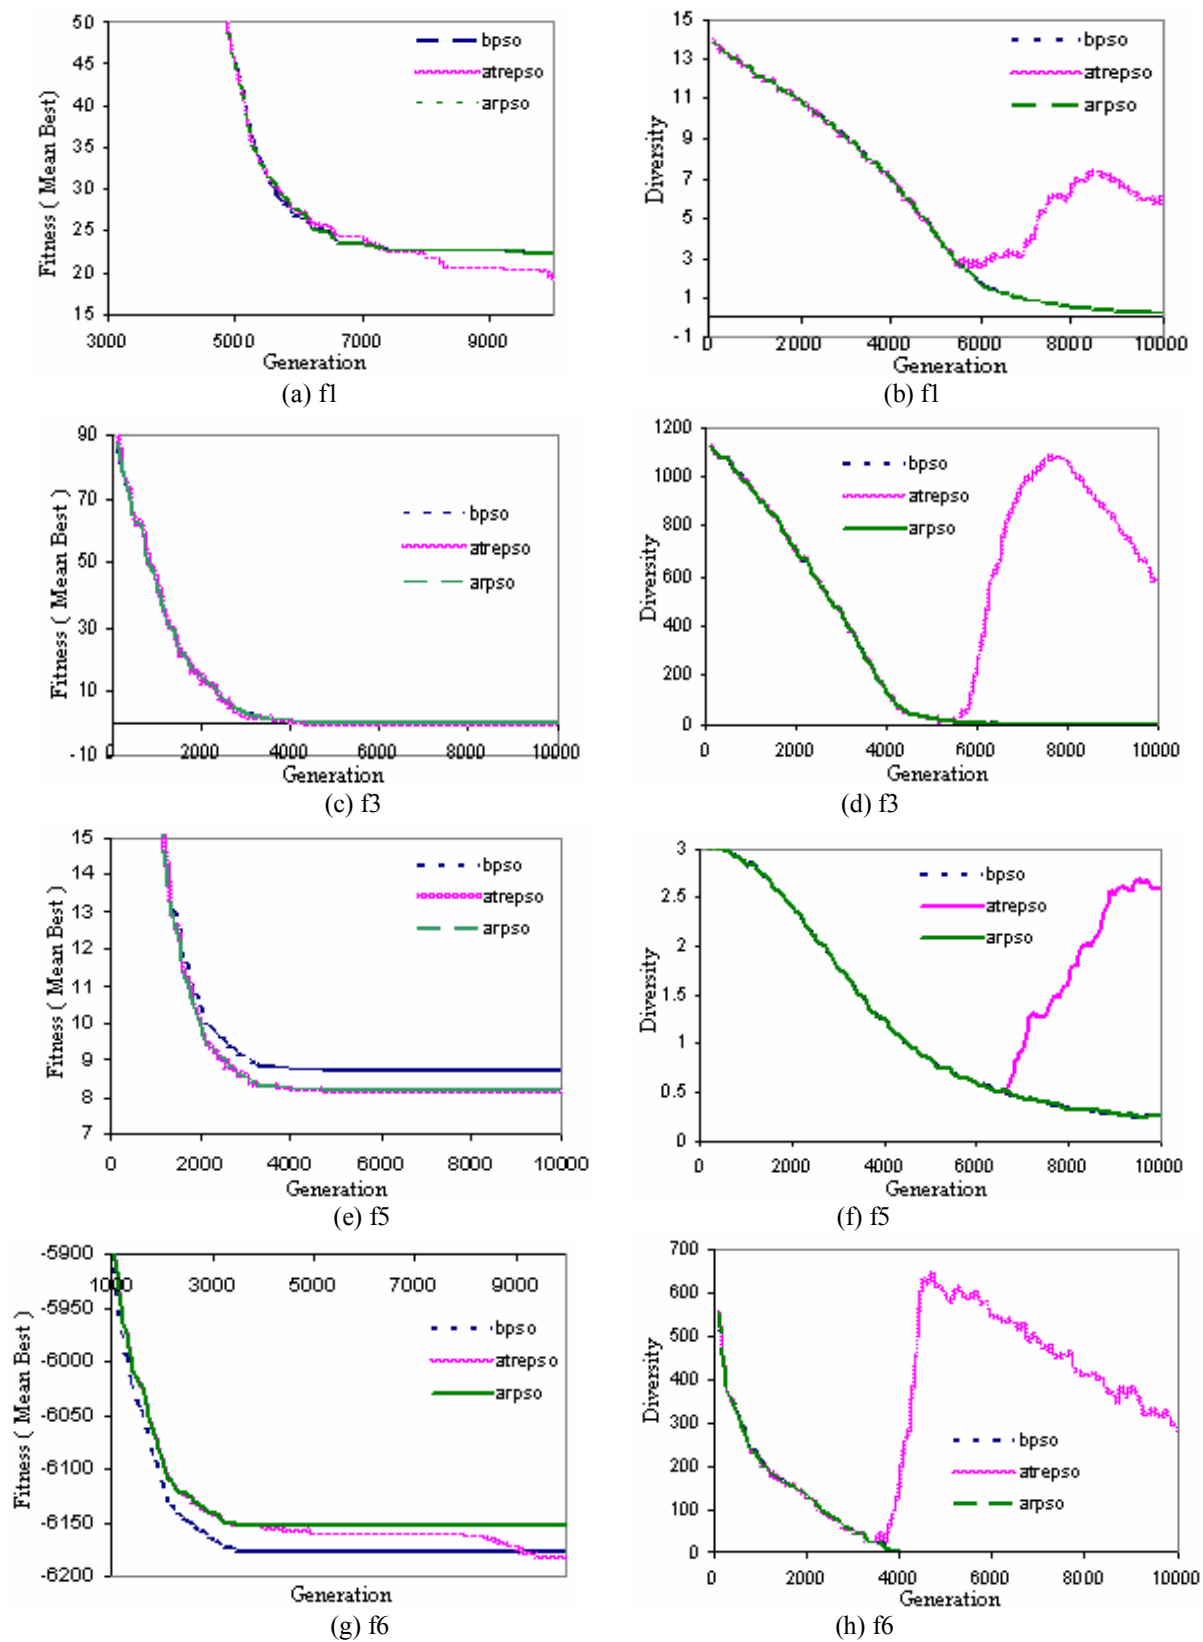 50
45
40
35
30
25
20
15
3000 5000 7000 9000
Fitness ( Mean Best)
Generation
bpso
atrepso
arpso
(a) f1
15
13
11
9
7
5
3
1
-1
0 2000 4000 6000 8000 10000
Diversity
Generation
bpso
atrepso
arpso
(b) f1
90
70
50
30
10
-10
0 2000 4000 6000 8000 10000
Fitness ( Mean Best )
Generation
bpso
atrepso
arpso
(c) f3
1200
1000
800
600
400
200
0
0 2000 4000 6000 8000 10000
Diversity
Generation
bpso
atrepso
arpso
(d) f3
15
14
13
12
11
10
9
8
7
0 2000 4000 6000 8000 10000
Fitness ( Mean Best )
Generation
bpso
atrepso
arpso
(e) f5
3
2.5
2
1.5
1
0.5
0
0 2000 4000 6000 8000 10000
Diversity
Generation
bpso
atrepso
arpso
(f) f5
-5900
-5950
-6000
-6050
-6100
-6150
-6200
1000 3000 5000 7000 9000
Fitness ( Mean Best )
Generation
bpso
atrepso
arpso
(g) f6
700
600
500
400
300
200
100
0
0 2000 4000 6000 8000 10000
Diversity
Generation
bpso
atrepso
arpso
(h) f6